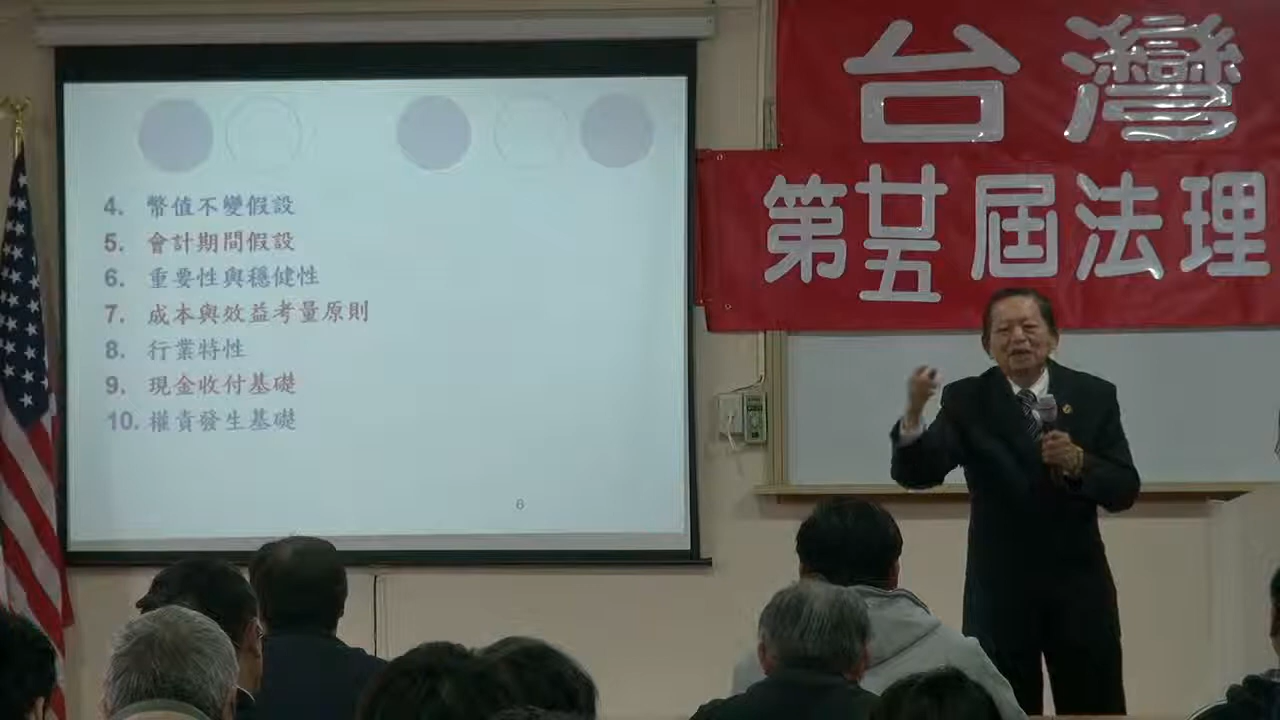 4. 幣值不變假設
5. 會計期間假設
6. 重要性與穩健性
7. 成本與效益考量原則
8. 行業特性
9. 現金收付基礎
10. 權責發生基礎
6
台灣
第廿五屆法理